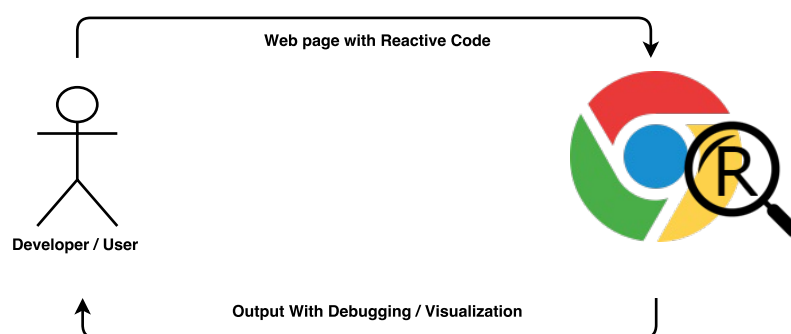 Web page with Reactive Code
R
Developer / User
Output With Debugging / Visualization